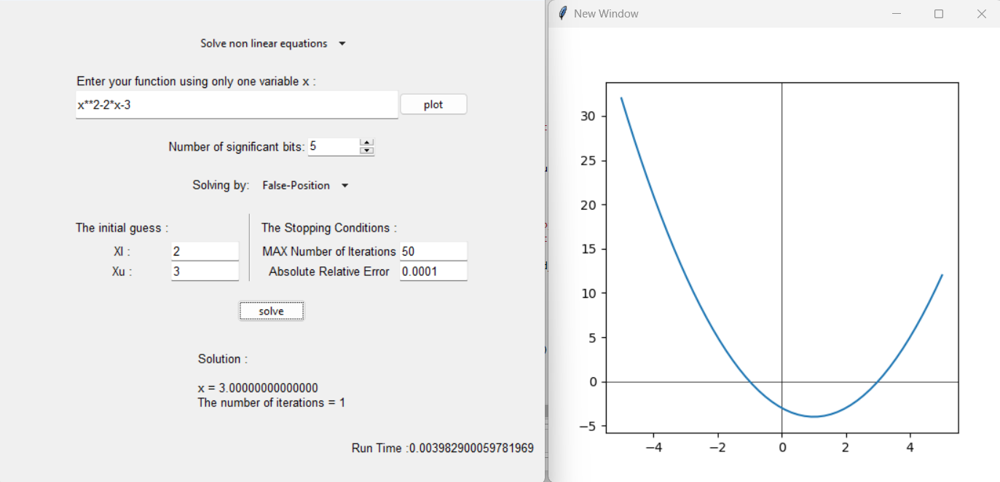 Solve non linear equations
Enter your function using only one variable x :
x**2-2*x-3
plot
Number of significant bits: 5
Solving by: False-Position
The initial guess :
Xl : 2
Xu : 3
The Stopping Conditions :
MAX Number of Iterations 50
Absolute Relative Error 0.0001
solve
Solution :
x = 3.00000000000000
The number of iterations = 1
Run Time :0.003982900059781969
New Window
30
25
20
15
10
5
0
−5
−4 −2 0 2 4